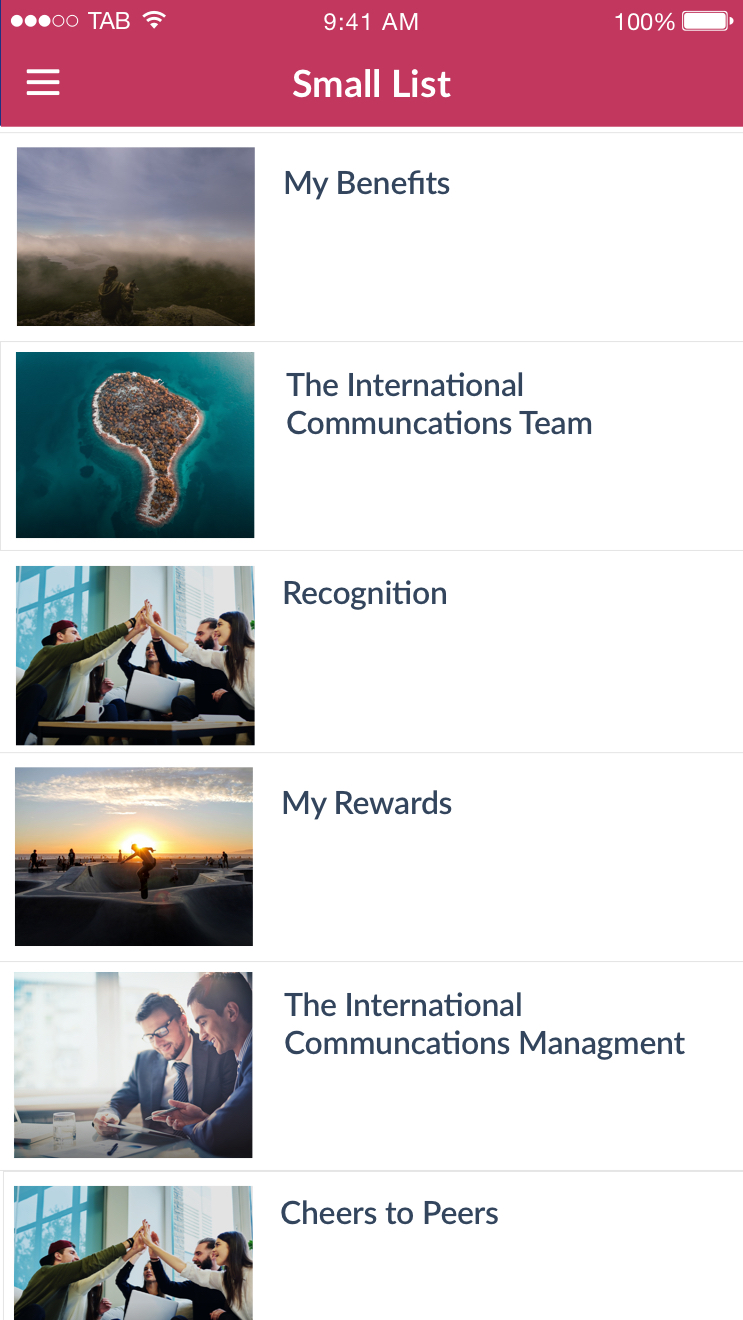 TAB 9:41 AM 100%
Small List
My Benefits
The International
Communcations Team
Recognition
My Rewards
The International
Communcations Managment
Cheers to Peers